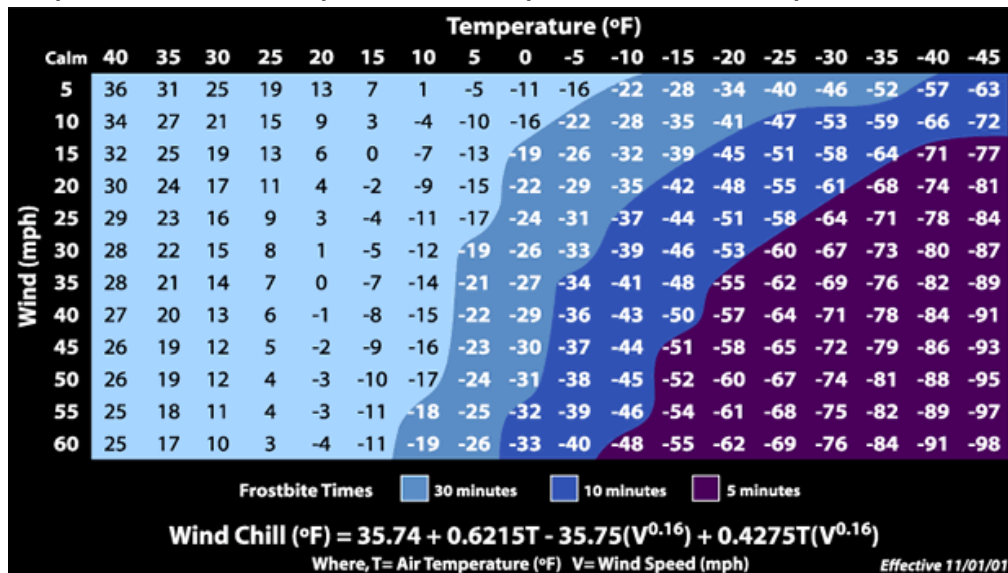 Temperature (ºF)
Calm 40 35 30 25 20 15 10 5 0 -5 -10 -15 -20 -25 -30 -35 -40 -45
5 36 31 25 19 13 7 1 -5 -11 -16 -22 -28 -34 -40 -46 -52 -57 -63
10 34 27 21 15 9 3 -4 -10 -16 -22 -28 -35 -41 -47 -53 -59 -66 -72
15 32 25 19 13 6 0 -7 -13 -19 -26 -32 -39 -45 -51 -58 -64 -71 -77
20 30 24 17 11 4 -2 -9 -15 -22 -29 -35 -42 -48 -55 -61 -68 -74 -81
25 29 23 16 9 3 -4 -11 -17 -24 -31 -37 -44 -51 -58 -64 -71 -78 -84
30 28 22 15 8 1 -5 -12 -19 -26 -33 -39 -46 -53 -60 -67 -73 -80 -87
35 28 21 14 7 0 -7 -14 -21 -27 -34 -41 -48 -55 -62 -69 -76 -82 -89
40 27 20 13 6 -1 -8 -15 -22 -29 -36 -43 -50 -57 -64 -71 -78 -84 -91
45 26 19 12 5 -2 -9 -16 -23 -30 -37 -44 -51 -58 -65 -72 -79 -86 -93
50 26 19 12 4 -3 -10 -17 -24 -31 -38 -45 -52 -60 -67 -74 -81 -88 -95
55 25 18 11 4 -3 -11 -18 -25 -32 -39 -46 -54 -61 -68 -75 -82 -89 -97
60 25 17 10 3 -4 -11 -19 -26 -33 -40 -48 -55 -62 -69 -76 -84 -91 -98
Wind (mph)
Frostbite Times 30 minutes 10 minutes 5 minutes
Wind Chill (ºF) = 35.74 + 0.6215T - 35.75(V^0.16) + 0.4275T(V^0.16)
Where, T= Air Temperature (ºF) V= Wind Speed (mph) Effective 11/01/0